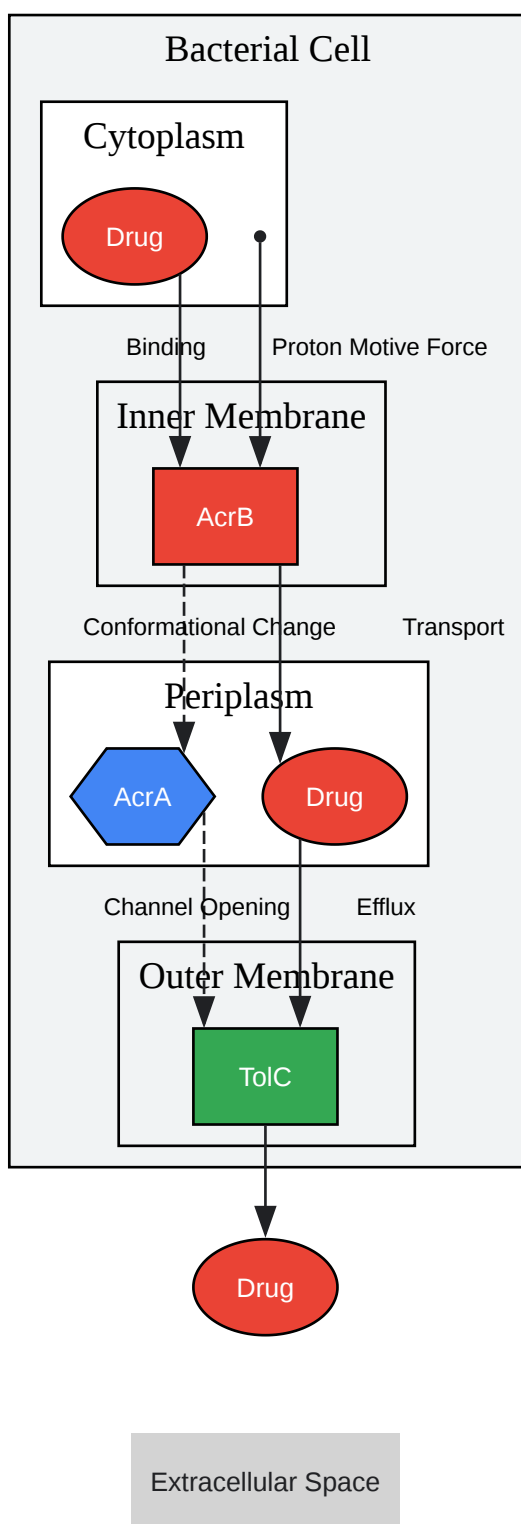 Bacterial Cell
Cytoplasm
Drug
Binding
Proton Motive Force
Inner Membrane
AcrB
Conformational Change
Transport
Periplasm
AcrA
Drug
Channel Opening
Efflux
Outer Membrane
TolC
Drug
Extracellular Space